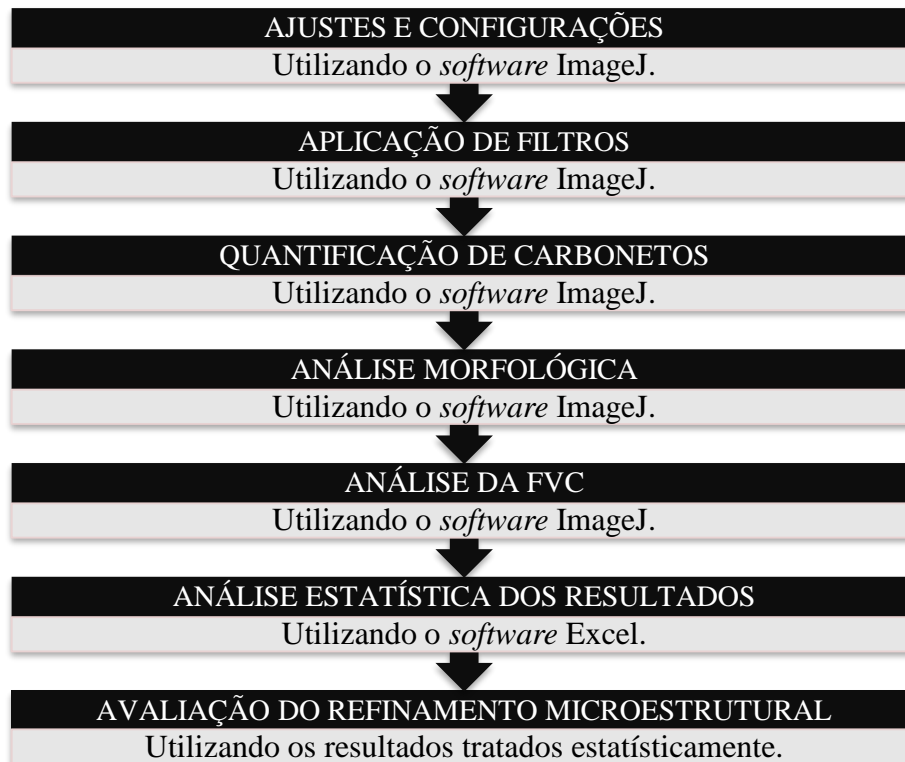 AJUSTES E CONFIGURAÇÕES
Utilizando o software ImageJ.
APLICAÇÃO DE FILTROS
Utilizando o software ImageJ.
QUANTIFICAÇÃO DE CARBONETOS
Utilizando o software ImageJ.
ANÁLISE MORFOLÓGICA
Utilizando o software ImageJ.
ANÁLISE DA FVC
Utilizando o software ImageJ.
ANÁLISE ESTATÍSTICA DOS RESULTADOS
Utilizando o software Excel.
AVALIAÇÃO DO REFINAMENTO MICROESTRUTURAL
Utilizando os resultados tratados estatísticamente.